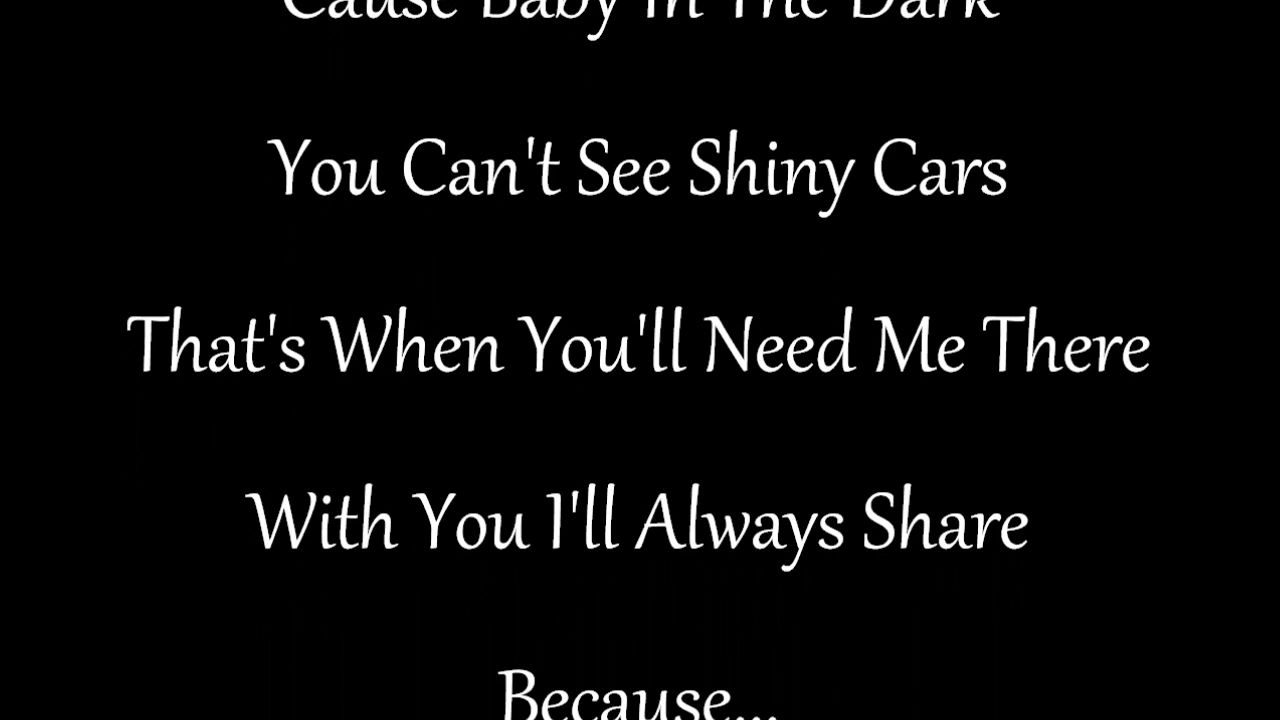 Cause Baby In The Dark
You Can't See Shiny Cars
That's When You'll Need Me There
With You I'll Always Share
Because...